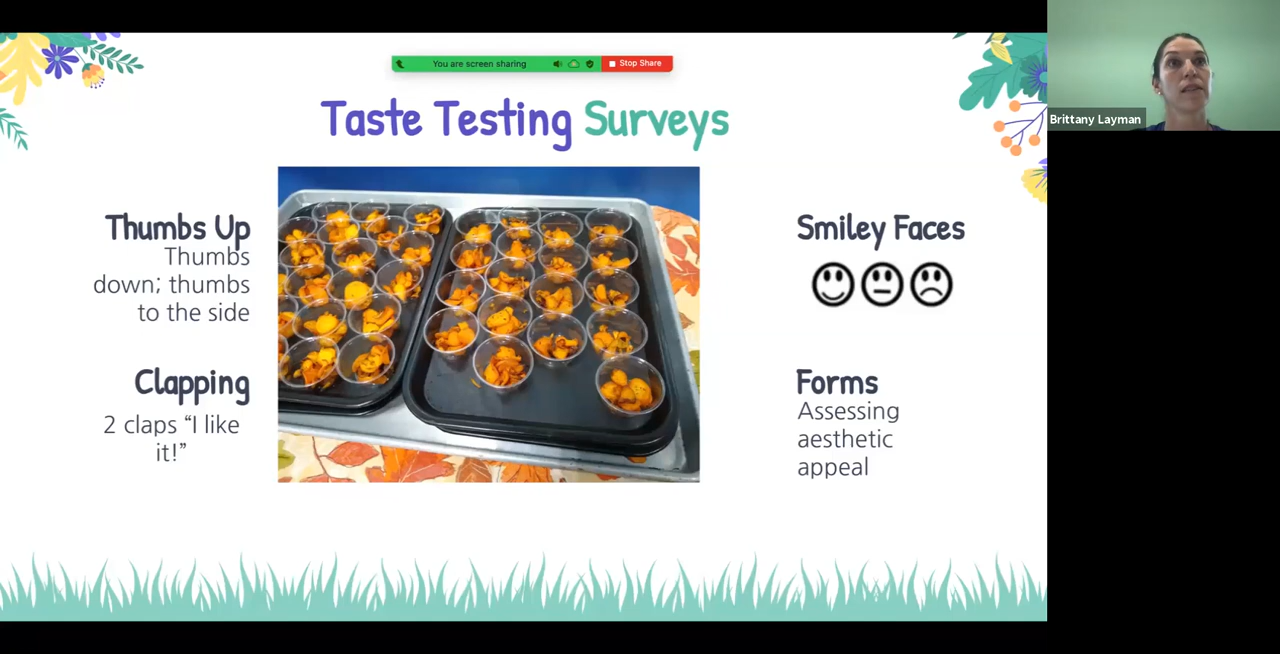 You are screen sharing
Stop Share
Taste Testing Surveys
Thumbs Up
Thumbs
down; thumbs
to the side
Clapping
2 claps “I like
it!”
Smiley Faces
Forms
Assessing
aesthetic
appeal
Brittany Layman